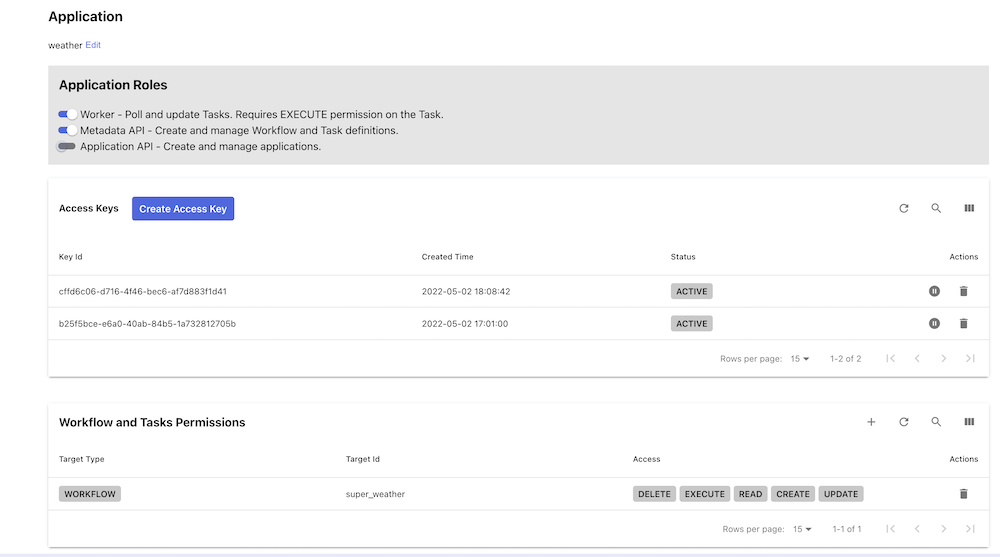 Application
weather Edit
Application Roles
Worker - Poll and update Tasks. Requires EXECUTE permission on the Task.
Metadata API - Create and manage Workflow and Task definitions.
Application API - Create and manage applications.
Access Keys Create Access Key
Key Id Created Time Status Actions
cffd6c06-d716-4f46-bec6-af7d883f1d41 2022-05-02 18:08:42 ACTIVE
b25f5bce-e6a0-40ab-84b5-1a732812705b 2022-05-02 17:01:00 ACTIVE
Rows per page: 15 1-2 of 2
Workflow and Tasks Permissions
Target Type Target Id Access Actions
WORKFLOW super_weather DELETE EXECUTE READ CREATE UPDATE
Rows per page: 15 1-1 of 1